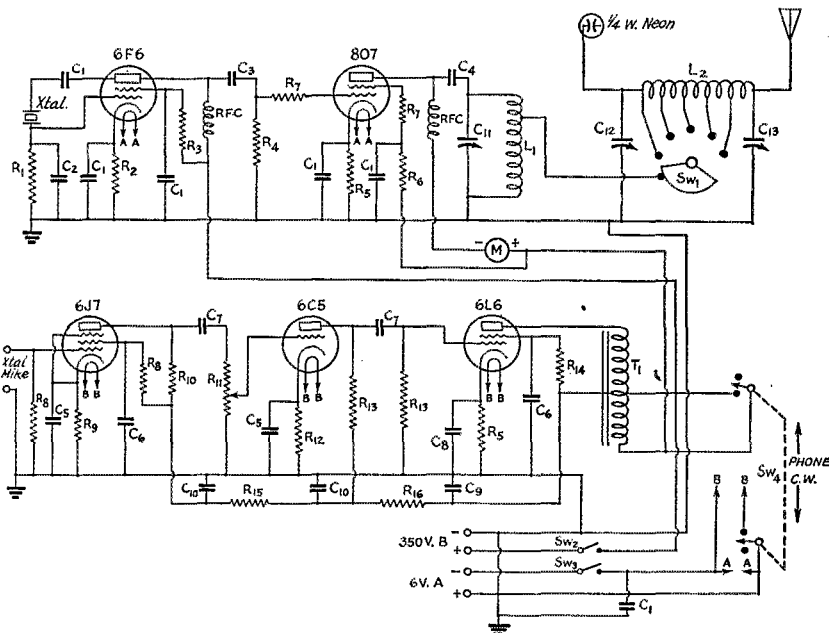 ¼ W. Neon
6F6
807
C1
C3
C4
L2
Xtal.
R7
R7
RFC
RFC
R3
R4
C11
L1
C12
C13
Sw1
R1
C2
C1
R2
C1
C1
R5
C1
R6
A A
A A
- M +
6J7
6C5
6L6
C7
C7
Xtal
Mike
R8
C5
R9
B B
C6
R8
R10
R11
C5
B B
R12
R13
R13
C8
B B
R5
C6
R14
T1
C10
R15
C10
R16
C9
Sw4
PHONE
C.W.
B B
350V. B
-
+
Sw2
6V. A
-
+
Sw3
A A
C1